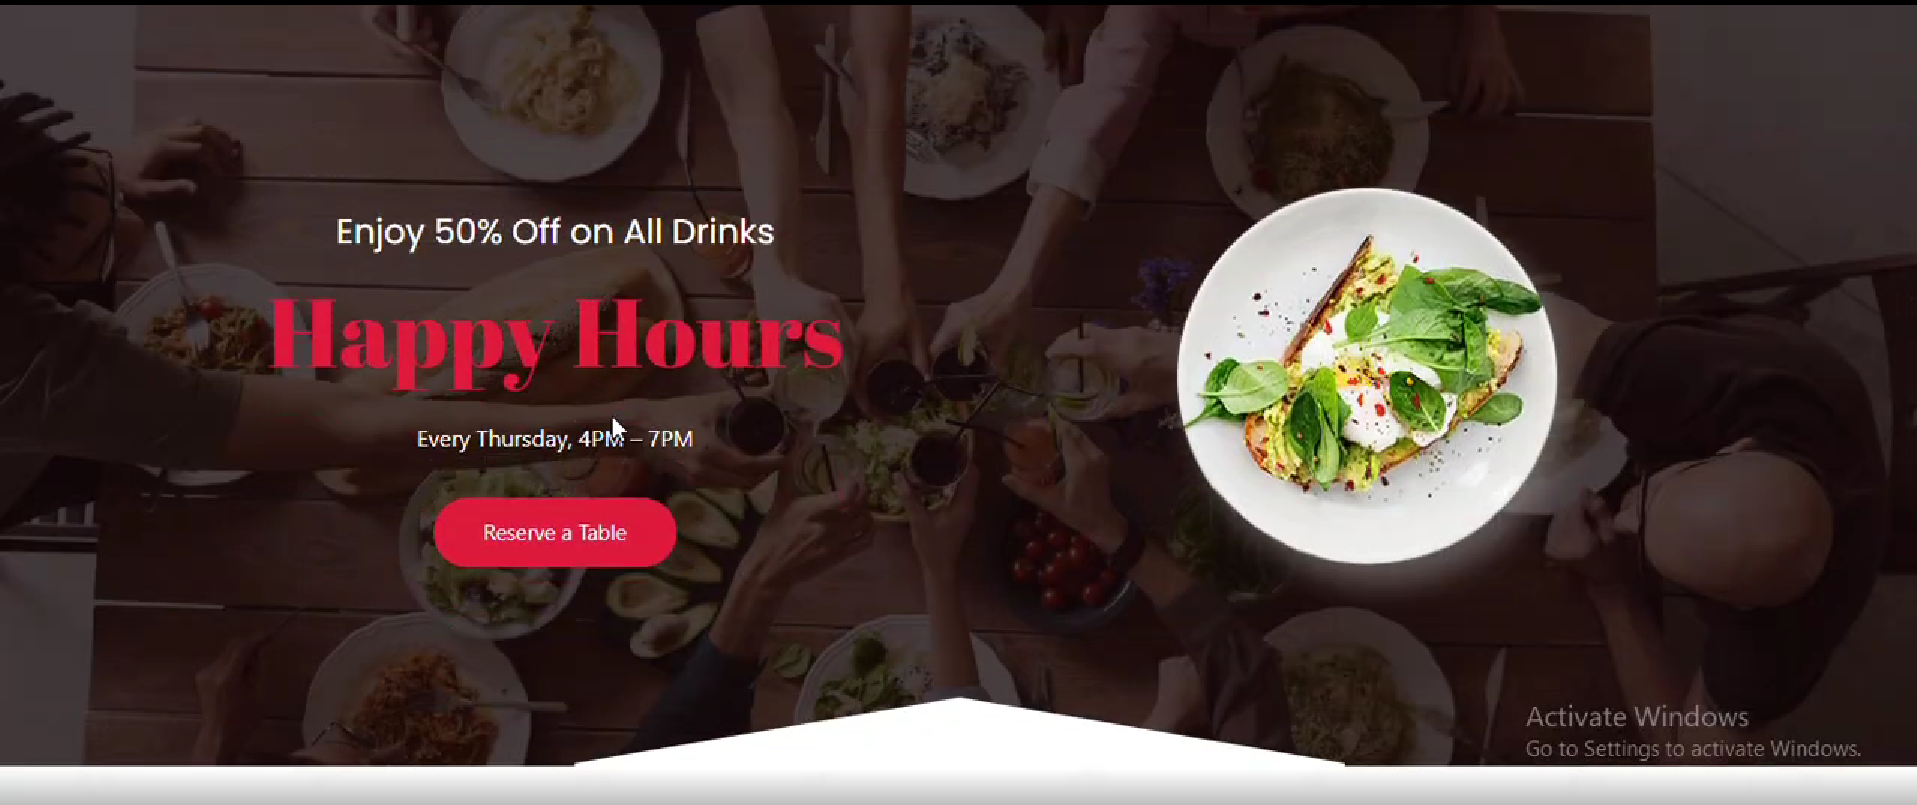 Enjoy 50% Off on All Drinks
Happy Hours
Every Thursday, 4PM – 7PM
Reserve a Table
Activate Windows
Go to Settings to activate Windows.